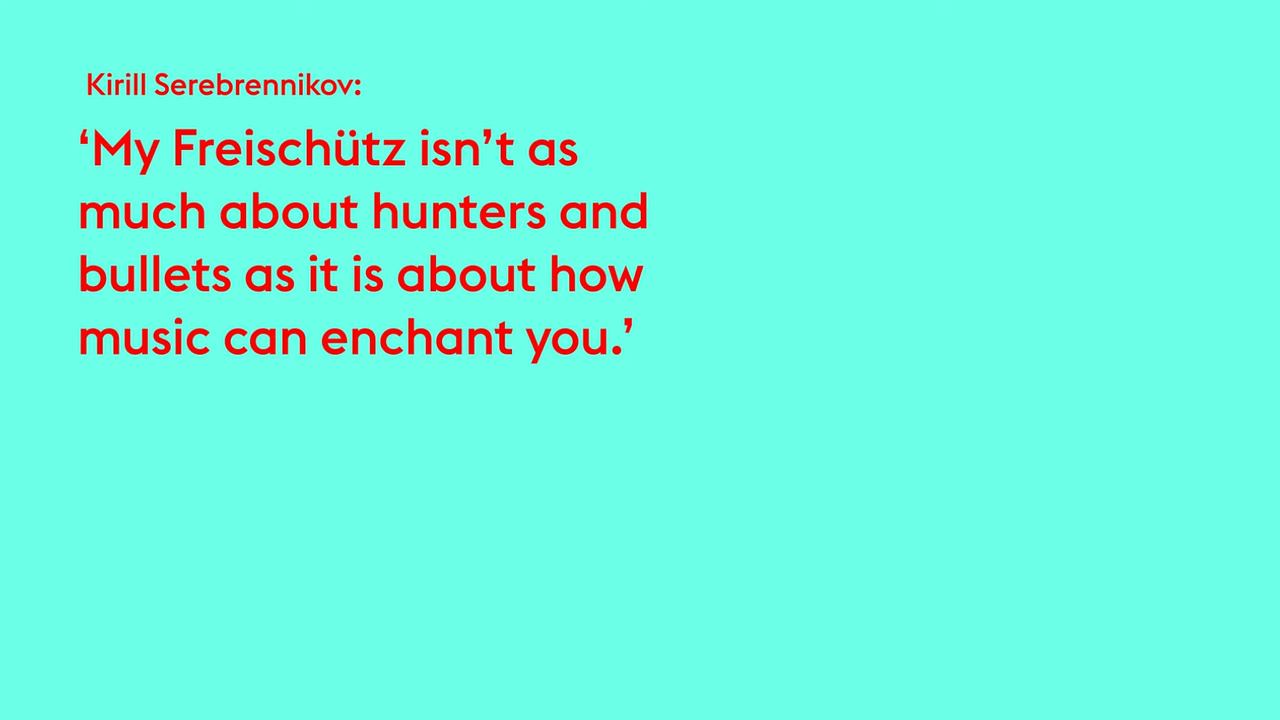 Kirill Serebrennikov:
‘My Freischütz isn’t as
much about hunters and
bullets as it is about how
music can enchant you.’